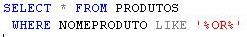 SELECT * FROM PRODUTOS
WHERE NOMEPRODUTO LIKE '%OR%'